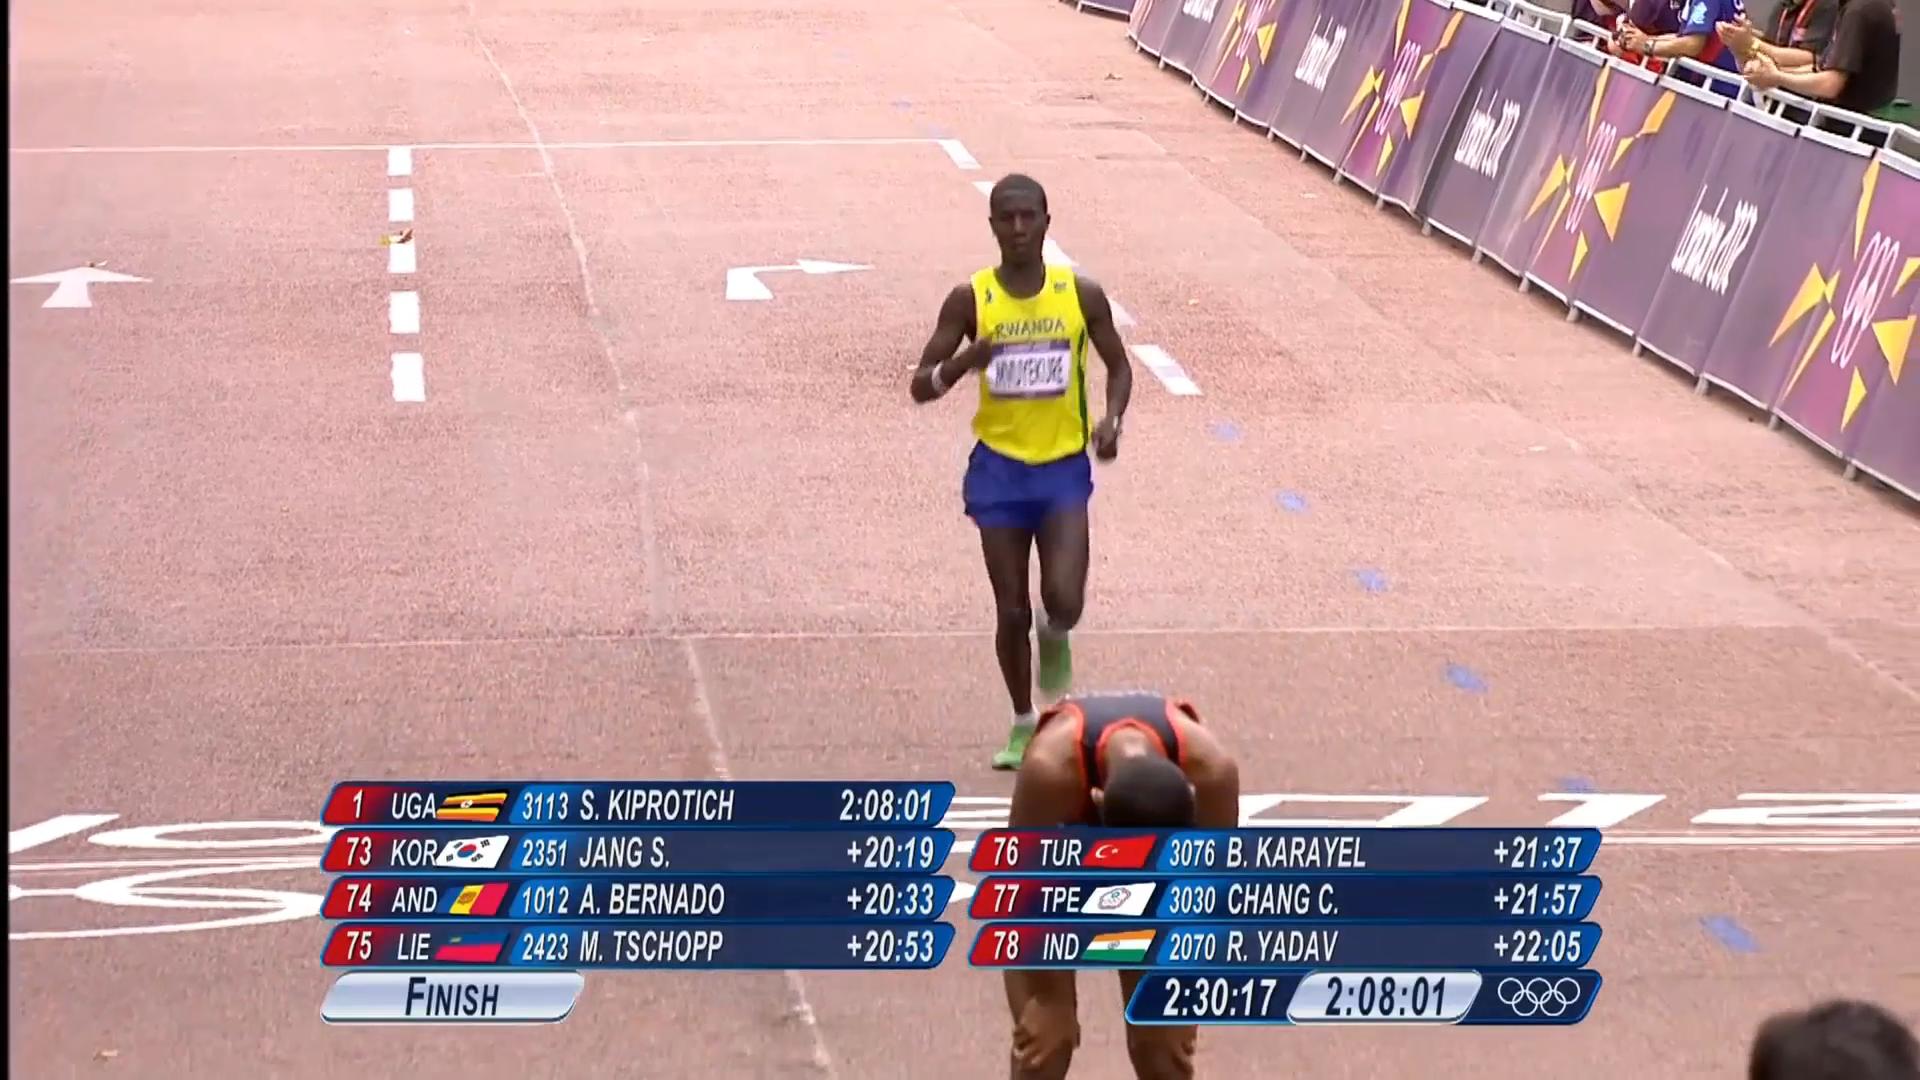 London 2012
London 2012
London 2012
RWANDA
MVUYEKURE
1 UGA 3113 S. KIPROTICH 2:08:01
73 KOR 2351 JANG S. +20:19
74 AND 1012 A. BERNADO +20:33
75 LIE 2423 M. TSCHOPP +20:53
76 TUR 3076 B. KARAYEL +21:37
77 TPE 3030 CHANG C. +21:57
78 IND 2070 R. YADAV +22:05
FINISH
2:30:17 2:08:01